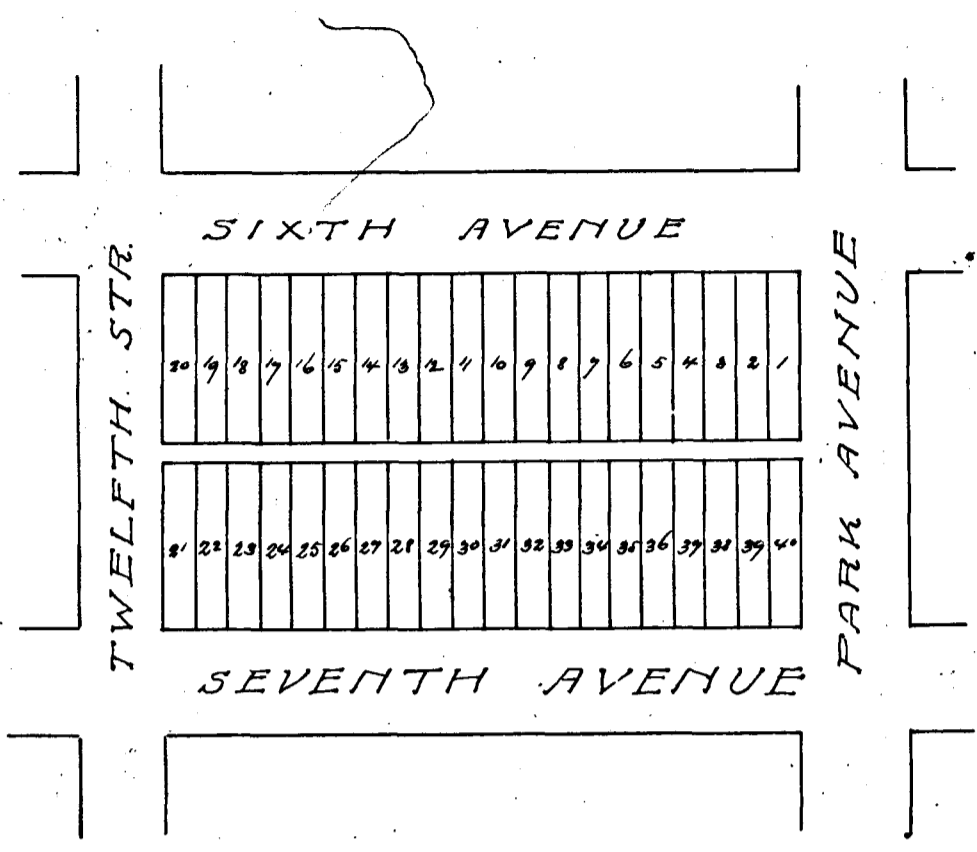 SIXTH AVENUE
TWELFTH. STR.
PARK AVENUE
20 19 18 17 16 15 14 13 12 11 10 9 8 7 6 5 4 3 2 1
21 22 23 24 25 26 27 28 29 30 31 32 33 34 35 36 37 38 39 40
SEVENTH AVENUE